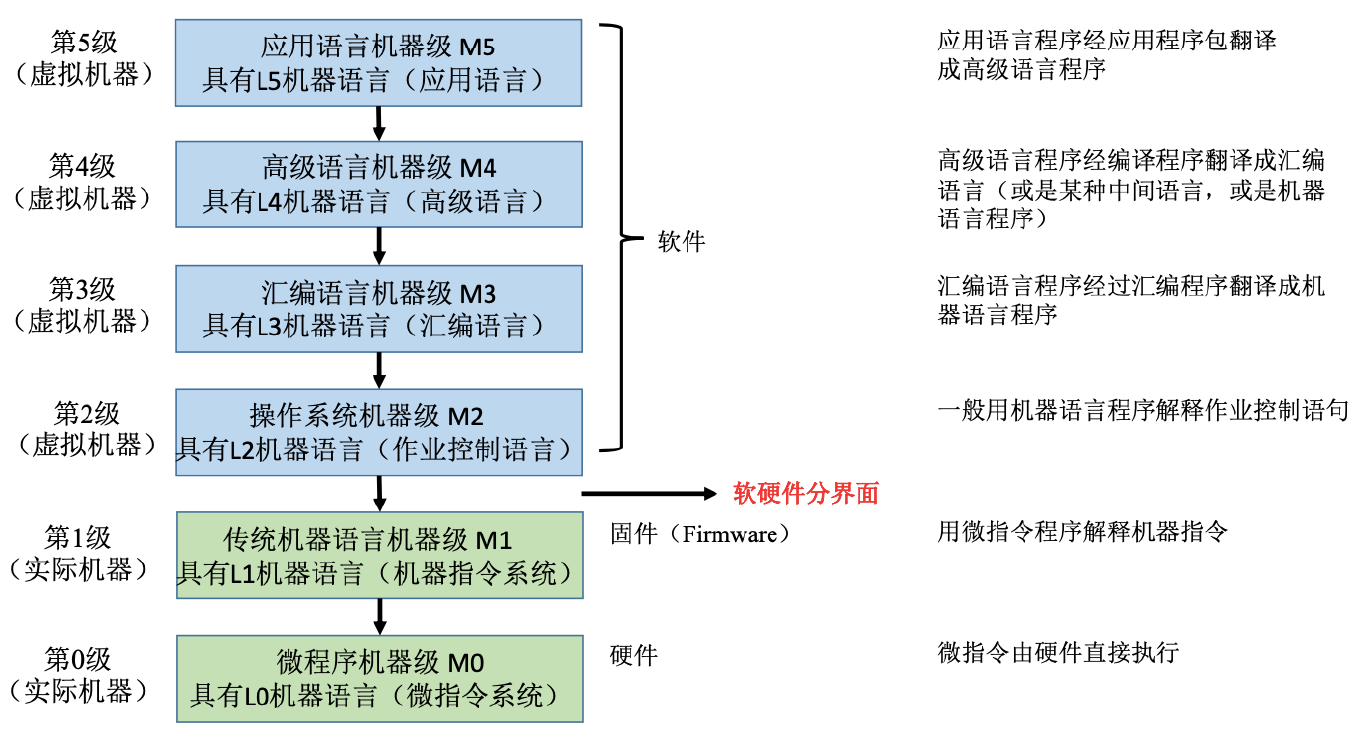 第5级
(虚拟机器)
应用语言机器级 M5
具有L5机器语言（应用语言）
应用语言程序经应用程序包翻译
成高级语言程序
第4级
(虚拟机器)
高级语言机器级 M4
具有L4机器语言（高级语言）
高级语言程序经编译程序翻译成汇编
语言（或是某种中间语言，或是机器
语言程序）
软件
第3级
(虚拟机器)
汇编语言机器级 M3
具有L3机器语言（汇编语言）
汇编语言程序经过汇编程序翻译成机
器语言程序
第2级
(虚拟机器)
操作系统机器级 M2
具有L2机器语言（作业控制语言）
一般用机器语言程序解释作业控制语句
软硬件分界面
第1级
(实际机器)
传统机器语言机器级 M1
具有L1机器语言（机器指令系统）
固件（Firmware）
用微指令程序解释机器指令
第0级
(实际机器)
微程序机器级 M0
具有L0机器语言（微指令系统）
硬件
微指令由硬件直接执行